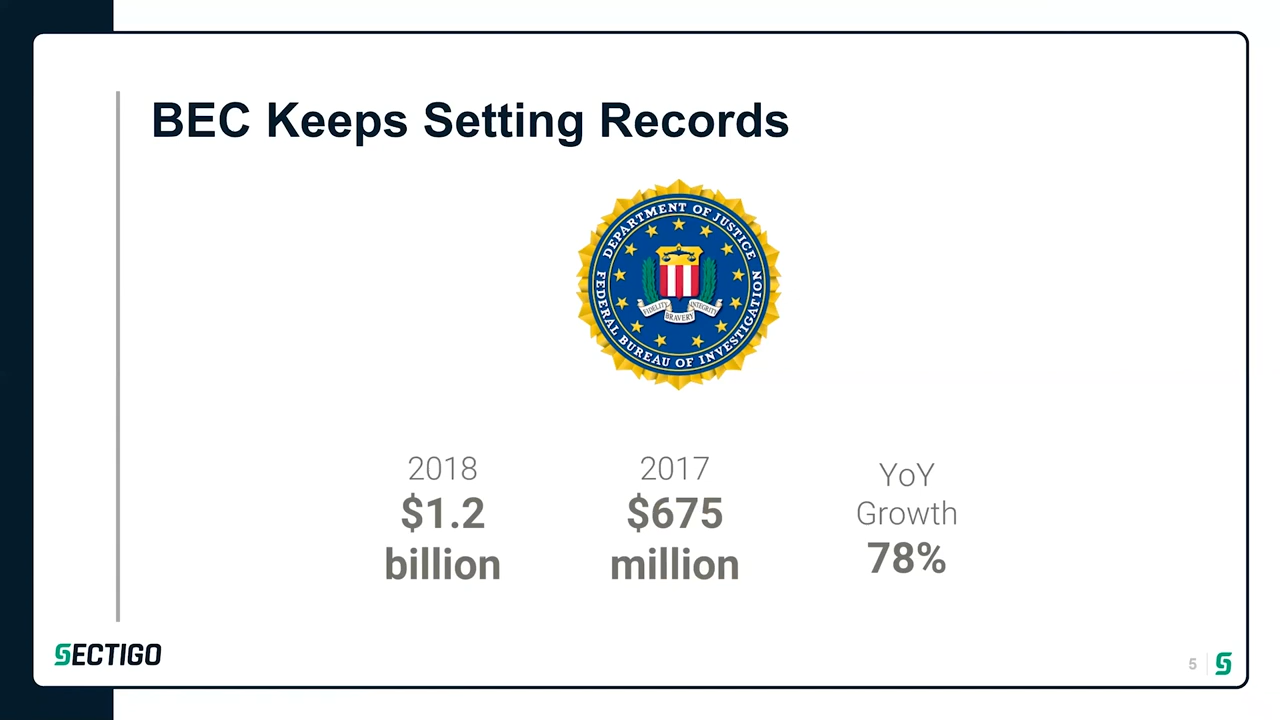 BEC Keeps Setting Records
DEPARTMENT OF JUSTICE
FEDERAL BUREAU OF INVESTIGATION
FIDELITY
BRAVERY
INTEGRITY
2018
$1.2
billion
2017
$675
million
YoY
Growth
78%
SECTIGO
5
S